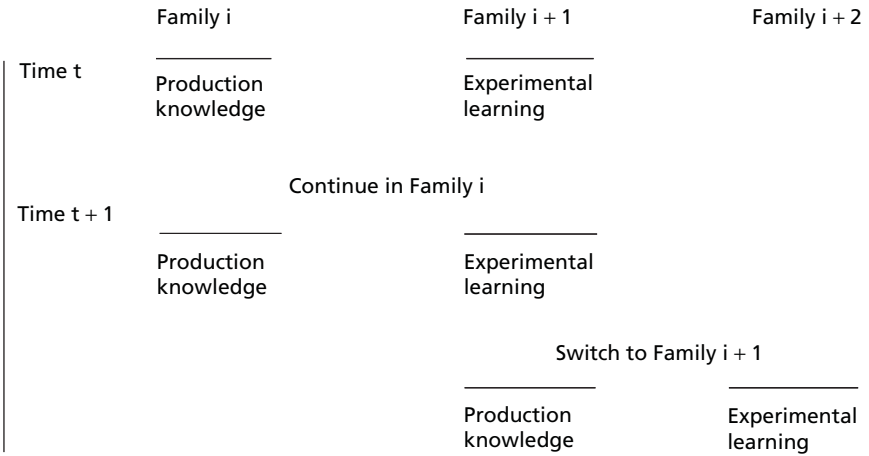 Family i Family i + 1 Family i + 2
Time t
Production Experimental
knowledge learning
Continue in Family i
Time t + 1
Production Experimental
knowledge learning
Switch to Family i + 1
Production Experimental
knowledge learning